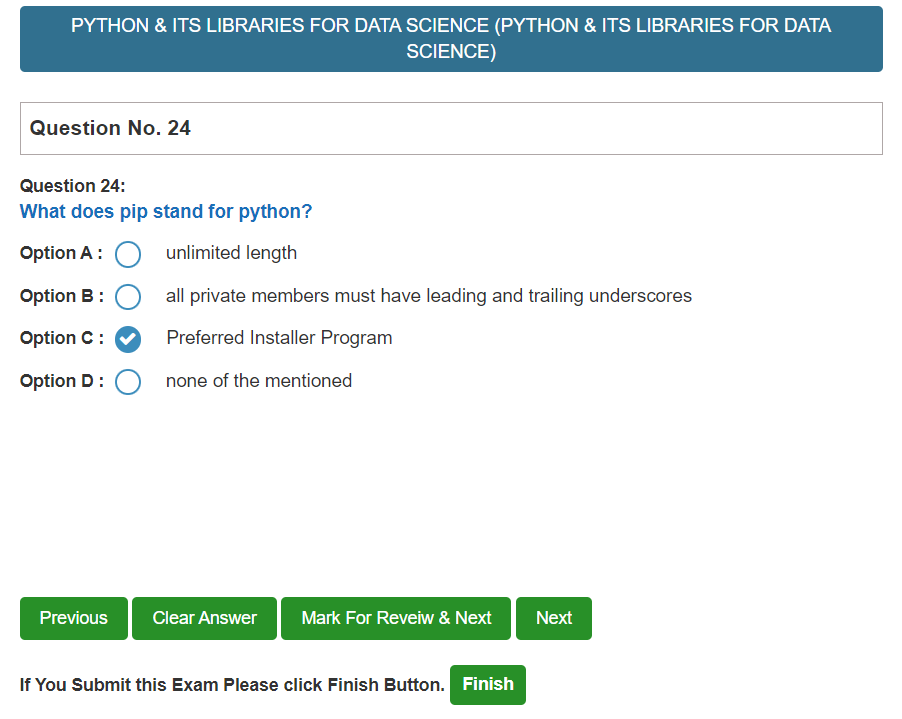 PYTHON & ITS LIBRARIES FOR DATA SCIENCE (PYTHON & ITS LIBRARIES FOR DATA
SCIENCE)
Question No. 24
Question 24:
What does pip stand for python?
Option A : unlimited length
Option B : all private members must have leading and trailing underscores
Option C : Preferred Installer Program
Option D : none of the mentioned
Previous Clear Answer Mark For Reveiw & Next Next
If You Submit this Exam Please click Finish Button. Finish